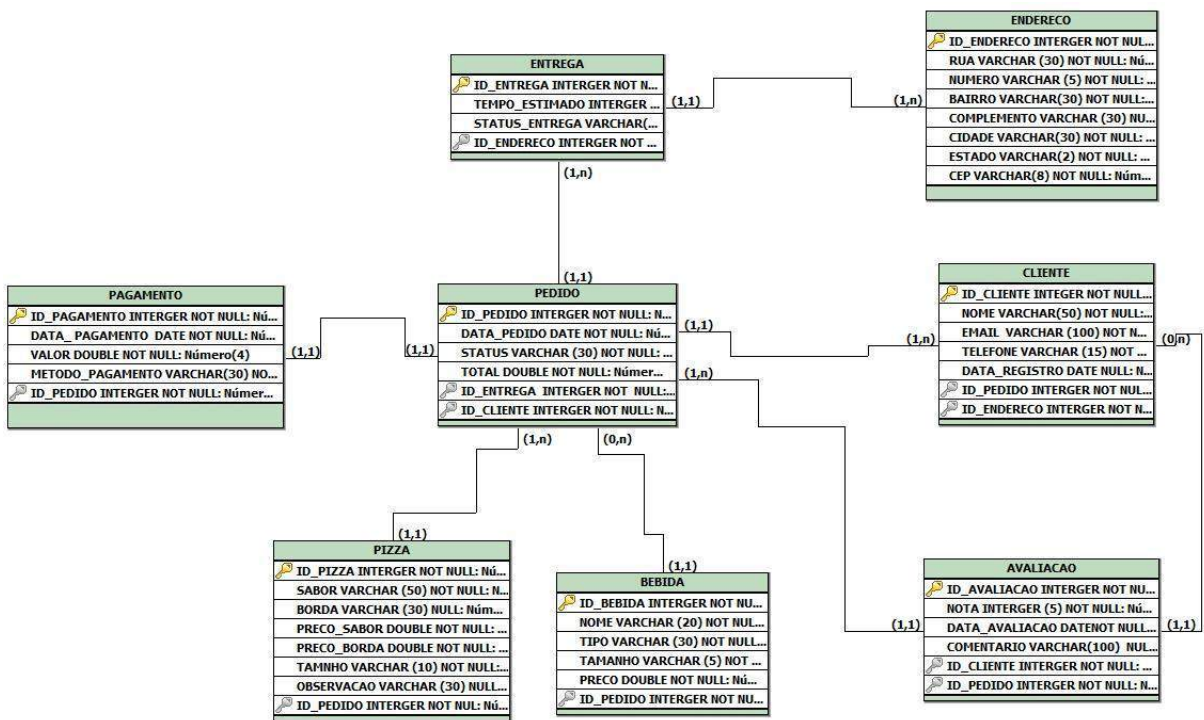 ENDERECO
ID_ENDERECO INTERGER NOT NUL...
RUA VARCHAR (30) NOT NULL: Nú...
NUMERO VARCHAR (5) NOT NULL: ...
BAIRRO VARCHAR(30) NOT NULL:...
COMPLEMENTO VARCHAR (30) NU...
CIDADE VARCHAR(30) NOT NULL: ...
ESTADO VARCHAR(2) NOT NULL: ...
CEP VARCHAR(8) NOT NULL: Núm...
ENTREGA
ID_ENTREGA INTERGER NOT N...
TEMPO_ESTIMADO INTERGER ...
STATUS_ENTREGA VARCHAR(...
ID_ENDERECO INTERGER NOT ...
(1,1)
(1,n)
(1,n)
(1,1)
PAGAMENTO
ID_PAGAMENTO INTERGER NOT NULL: Nú...
DATA_ PAGAMENTO DATE NOT NULL: Nú...
VALOR DOUBLE NOT NULL: Número(4)
METODO_PAGAMENTO VARCHAR(30) NO...
ID_PEDIDO INTERGER NOT NULL: Númer...
(1,1)
(1,1)
PEDIDO
ID_PEDIDO INTERGER NOT NULL: N...
DATA_PEDIDO DATE NOT NULL: Nú...
STATUS VARCHAR (30) NOT NULL: ...
TOTAL DOUBLE NOT NULL: Númer...
ID_ENTREGA INTERGER NOT NULL:...
ID_CLIENTE INTERGER NOT NULL: N...
(1,1)
(1,n)
(1,n)
(0,n)
CLIENTE
ID_CLIENTE INTEGER NOT NULL...
NOME VARCHAR(50) NOT NULL:...
EMAIL VARCHAR (100) NOT N...
TELEFONE VARCHAR (15) NOT ...
DATA_REGISTRO DATE NULL: N...
ID_PEDIDO INTERGER NOT NUL...
ID_ENDERECO INTERGER NOT N...
(1,n)
(0,n)
(1,1)
PIZZA
ID_PIZZA INTERGER NOT NULL: Nú...
SABOR VARCHAR (50) NOT NULL: N...
BORDA VARCHAR (30) NULL: Núm...
PRECO_SABOR DOUBLE NOT NULL: ...
PRECO_BORDA DOUBLE NOT NULL: ...
TAMNHO VARCHAR (10) NOT NULL:...
OBSERVACAO VARCHAR (30) NULL...
ID_PEDIDO INTERGER NOT NUL: Nú...
(1,1)
BEBIDA
ID_BEBIDA INTERGER NOT NU...
NOME VARCHAR (20) NOT NUL...
TIPO VARCHAR (30) NOT NULL...
TAMANHO VARCHAR (5) NOT ...
PRECO DOUBLE NOT NULL: Nú...
ID_PEDIDO INTERGER NOT NU...
AVALIACAO
ID_AVALIACAO INTERGER NOT NU...
NOTA INTERGER (5) NOT NULL: Nú...
DATA_AVALIACAO DATENOT NULL...
COMENTARIO VARCHAR(100) NUL...
ID_CLIENTE INTERGER NOT NULL: ...
ID_PEDIDO INTERGER NOT NULL: N...
(1,1)
(1,1)